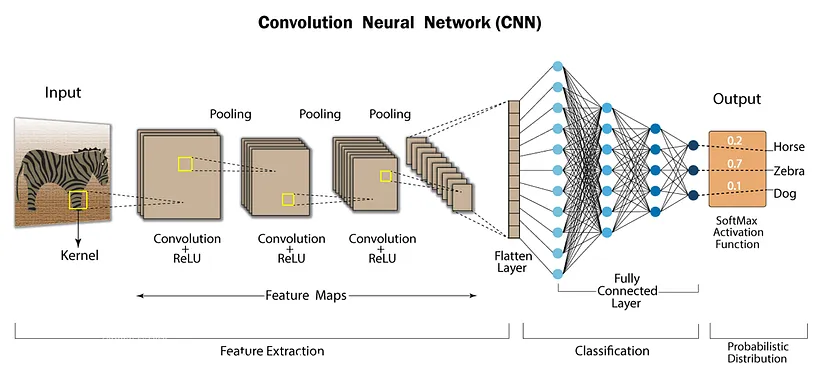 Convolution Neural Network (CNN)
Input
Pooling
Pooling
Pooling
Output
0.2
Horse
0.7
Zebra
0.1
Dog
Kernel
Convolution
+
ReLU
Convolution
+
ReLU
Convolution
+
ReLU
Flatten
Layer
SoftMax
Activation
Function
Feature Maps
Fully
Connected
Layer
Feature Extraction
Classification
Probabilistic
Distribution